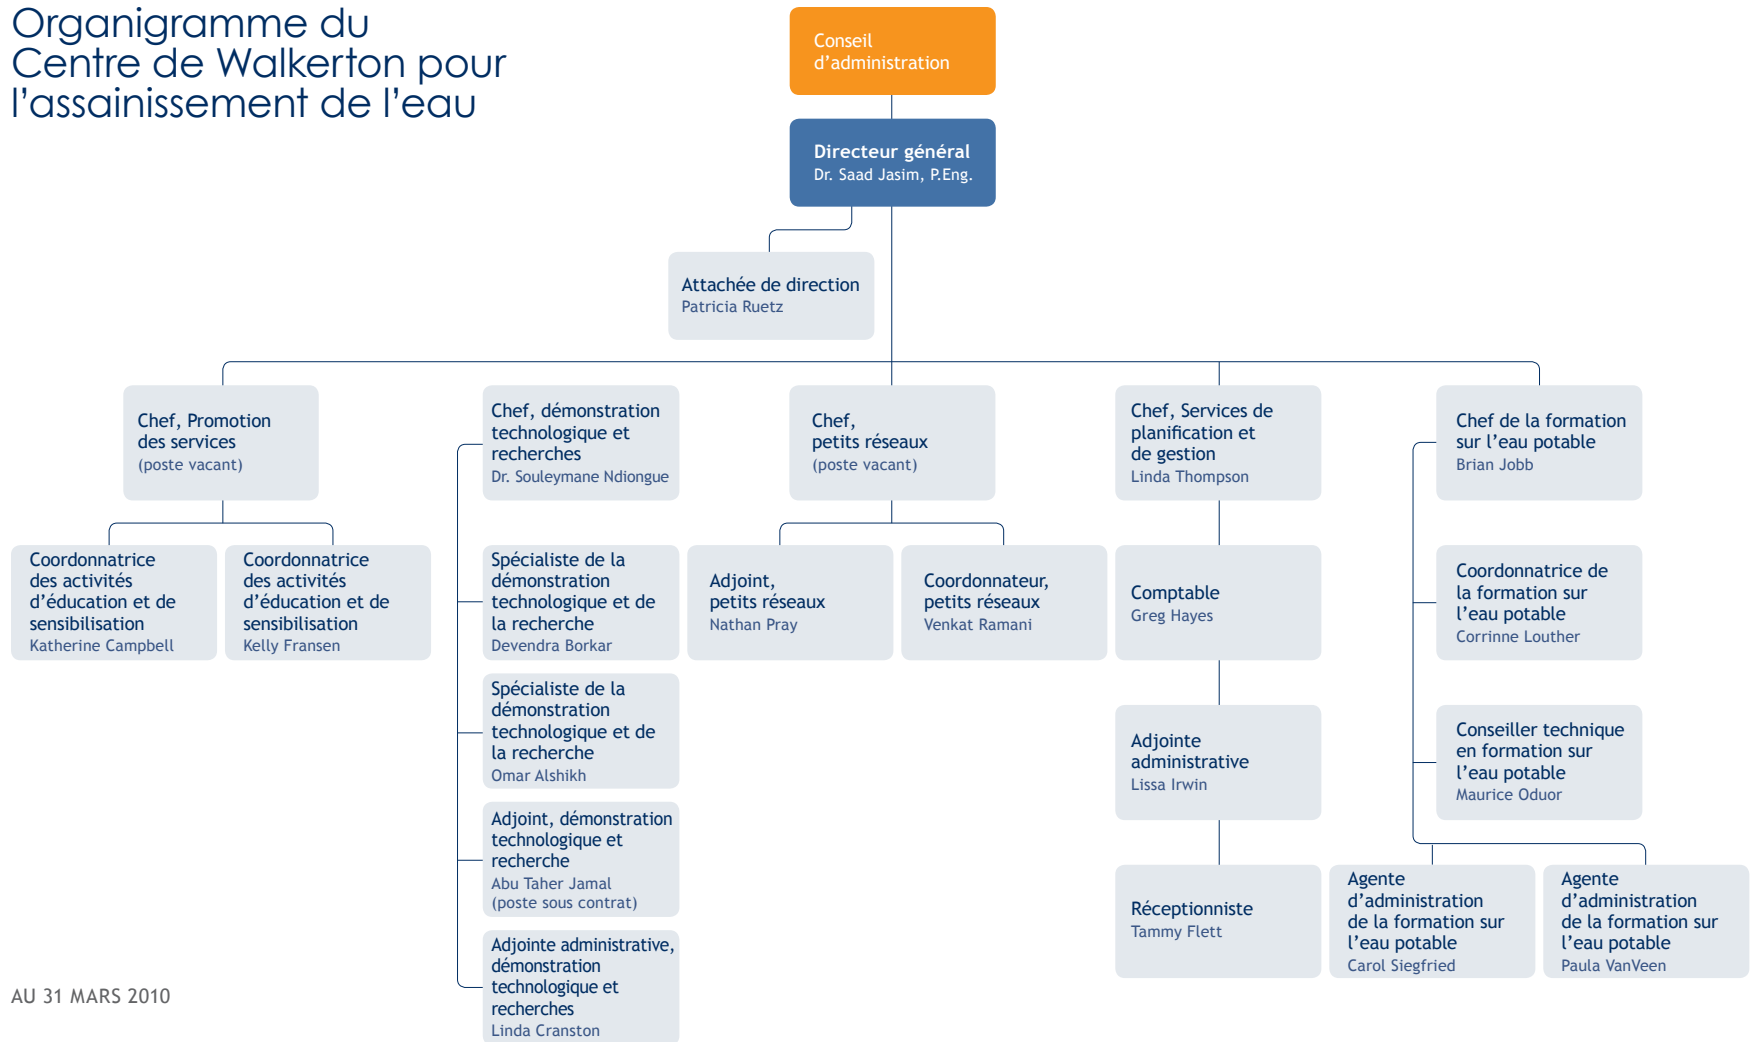 Organigramme du
Centre de Walkerton pour
l’assainissement de l’eau
Conseil
d’administration
Directeur général
Dr. Saad Jasim, P.Eng.
Attachée de direction
Patricia Ruetz
Chef, Promotion
des services
(poste vacant)
Coordonnatrice
des activités
d’éducation et de
sensibilisation
Katherine Campbell
Coordonnatrice
des activités
d’éducation et de
sensibilisation
Kelly Fransen
Chef, démonstration
technologique et
recherches
Dr. Souleymane Ndiongue
Spécialiste de la
démonstration
technologique et de
la recherche
Devendra Borkar
Spécialiste de la
démonstration
technologique et de
la recherche
Omar Alshikh
Adjoint, démonstration
technologique et
recherche
Abu Taher Jamal
(poste sous contrat)
Adjointe administrative,
démonstration
technologique et
recherches
Linda Cranston
Chef,
petits réseaux
(poste vacant)
Adjoint,
petits réseaux
Nathan Pray
Coordonnateur,
petits réseaux
Venkat Ramani
Chef, Services de
planification et
de gestion
Linda Thompson
Comptable
Greg Hayes
Adjointe
administrative
Lissa Irwin
Réceptionniste
Tammy Flett
Chef de la formation
sur l’eau potable
Brian Jobb
Coordonnatrice de
la formation sur
l’eau potable
Corrinne Louther
Conseiller technique
en formation sur
l’eau potable
Maurice Oduor
Agente
d’administration
de la formation sur
l’eau potable
Carol Siegfried
Agente
d’administration
de la formation sur
l’eau potable
Paula VanVeen
AU 31 MARS 2010